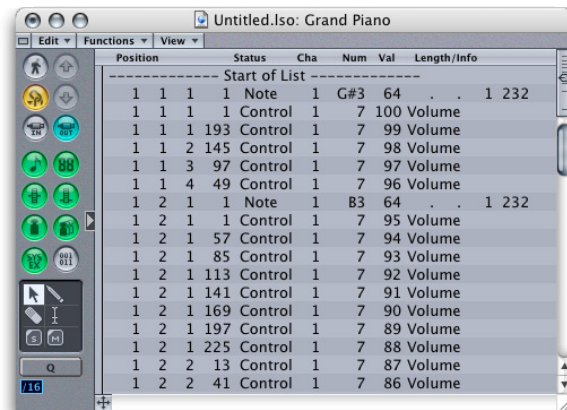 Untitled.lso: Grand Piano
Edit Functions View
Position Status Cha Num Val Length/Info
------------- Start of List -------------
1 1 1 1 Note 1 G#3 64 . . 1 232
1 1 1 1 Control 1 7 100 Volume
1 1 1 193 Control 1 7 99 Volume
1 1 2 145 Control 1 7 98 Volume
1 1 3 97 Control 1 7 97 Volume
1 1 4 49 Control 1 7 96 Volume
1 2 1 1 Note 1 B3 64 . . 1 232
1 2 1 1 Control 1 7 95 Volume
1 2 1 57 Control 1 7 94 Volume
1 2 1 85 Control 1 7 93 Volume
1 2 1 113 Control 1 7 92 Volume
1 2 1 141 Control 1 7 91 Volume
1 2 1 169 Control 1 7 90 Volume
1 2 1 197 Control 1 7 89 Volume
1 2 1 225 Control 1 7 88 Volume
1 2 2 13 Control 1 7 87 Volume
1 2 2 41 Control 1 7 86 Volume
IN OUT
88
SYS EX 001 011
S M
Q
/16